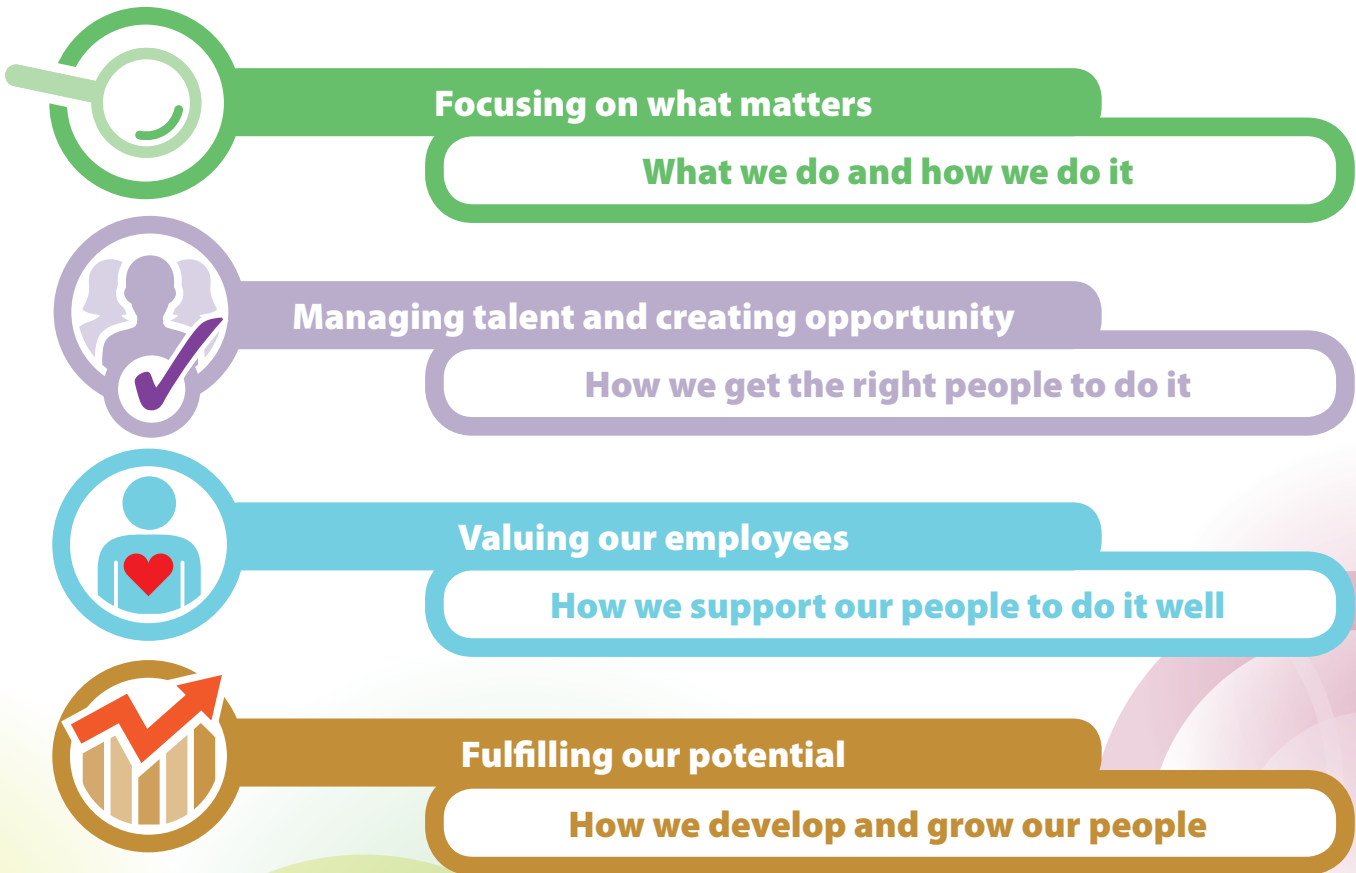 Focusing on what matters
What we do and how we do it
Managing talent and creating opportunity
How we get the right people to do it
Valuing our employees
How we support our people to do it well
Fulfilling our potential
How we develop and grow our people